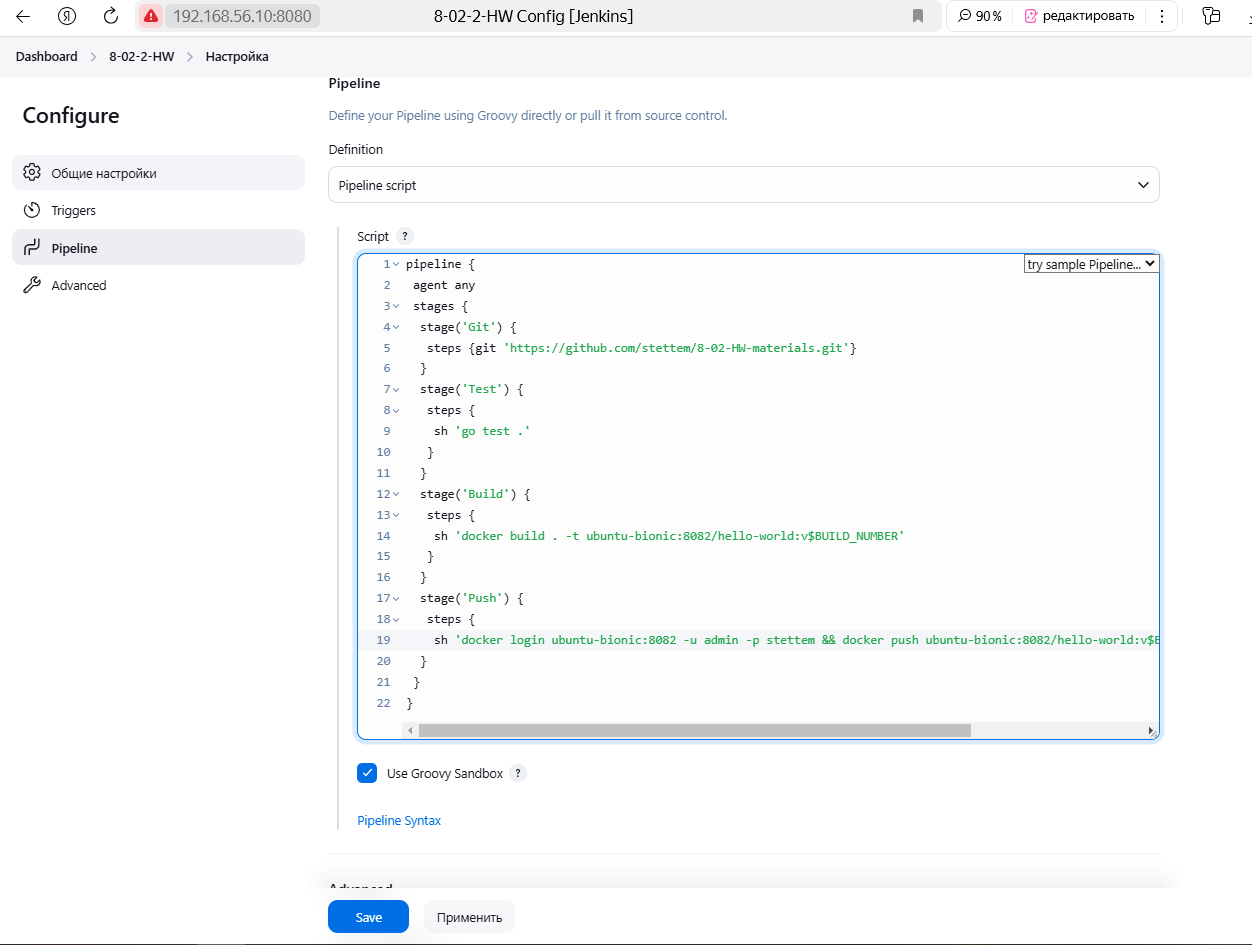 192.168.56.10:8080 8-02-2-HW Config [Jenkins] 90 % редактировать
Dashboard > 8-02-2-HW > Настройка
Configure
Общие настройки
Triggers
Pipeline
Advanced
Pipeline
Define your Pipeline using Groovy directly or pull it from source control.
Definition
Pipeline script
Script ?
try sample Pipeline...
1 pipeline {
2 agent any
3 stages {
4 stage('Git') {
5 steps {git 'https://github.com/stettem/8-02-HW-materials.git'}
6 }
7 stage('Test') {
8 steps {
9 sh 'go test .'
10 }
11 }
12 stage('Build') {
13 steps {
14 sh 'docker build . -t ubuntu-bionic:8082/hello-world:v$BUILD_NUMBER'
15 }
16 }
17 stage('Push') {
18 steps {
19 sh 'docker login ubuntu-bionic:8082 -u admin -p stettem && docker push ubuntu-bionic:8082/hello-world:v$
20 }
21 }
22 }
Use Groovy Sandbox ?
Pipeline Syntax
Advanced
Save Применить